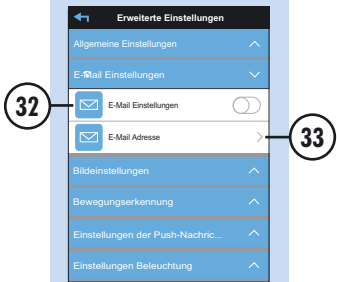 Erweiterte Einstellungen
Allgemeine Einstellungen
E-Mail Einstellungen
32
E-Mail Einstellungen
E-Mail Adresse
33
Bildeinstellungen
Bewegungserkennung
Einstellungen der Push-Nachric...
Einstellungen Beleuchtung